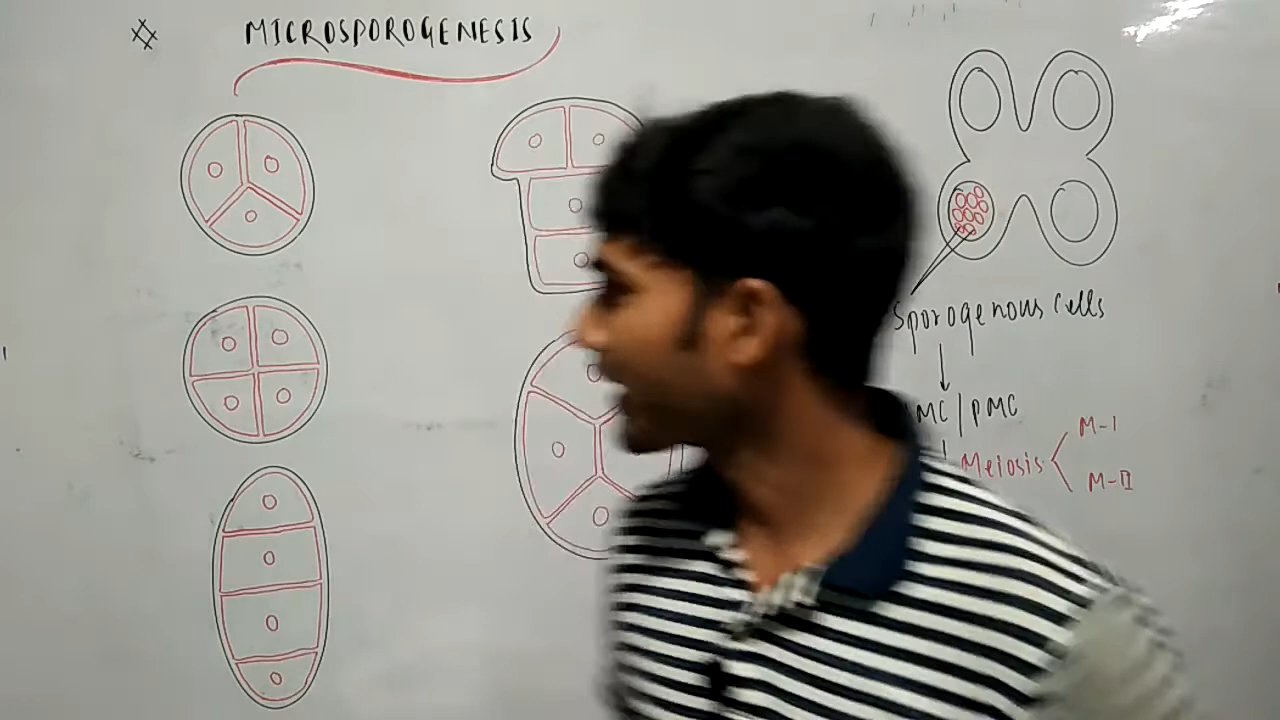 MICROSPOROGENESIS
Sporogenous Cells
MC/PMC
Meiosis
M-I
M-II